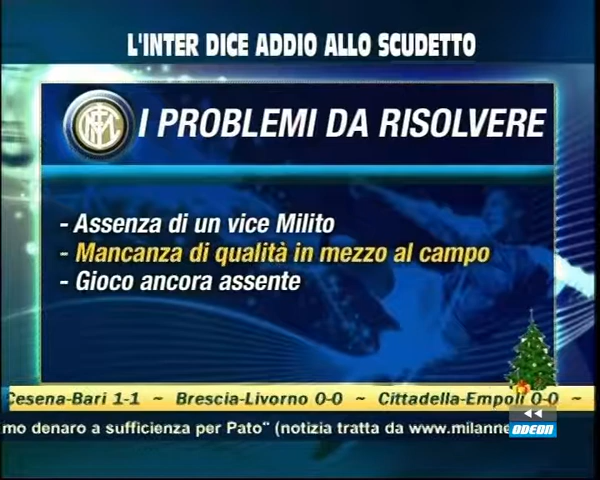 L'INTER DICE ADDIO ALLO SCUDETTO
I PROBLEMI DA RISOLVERE
- Assenza di un vice Milito
- Mancanza di qualità in mezzo al campo
- Gioco ancora assente
Cesena-Bari 1-1 ~ Brescia-Livorno 0-0 ~ Cittadella-Empoli 0-0 ~
mo denaro a sufficienza per Pato" (notizia tratta da www.milanne
ODEON